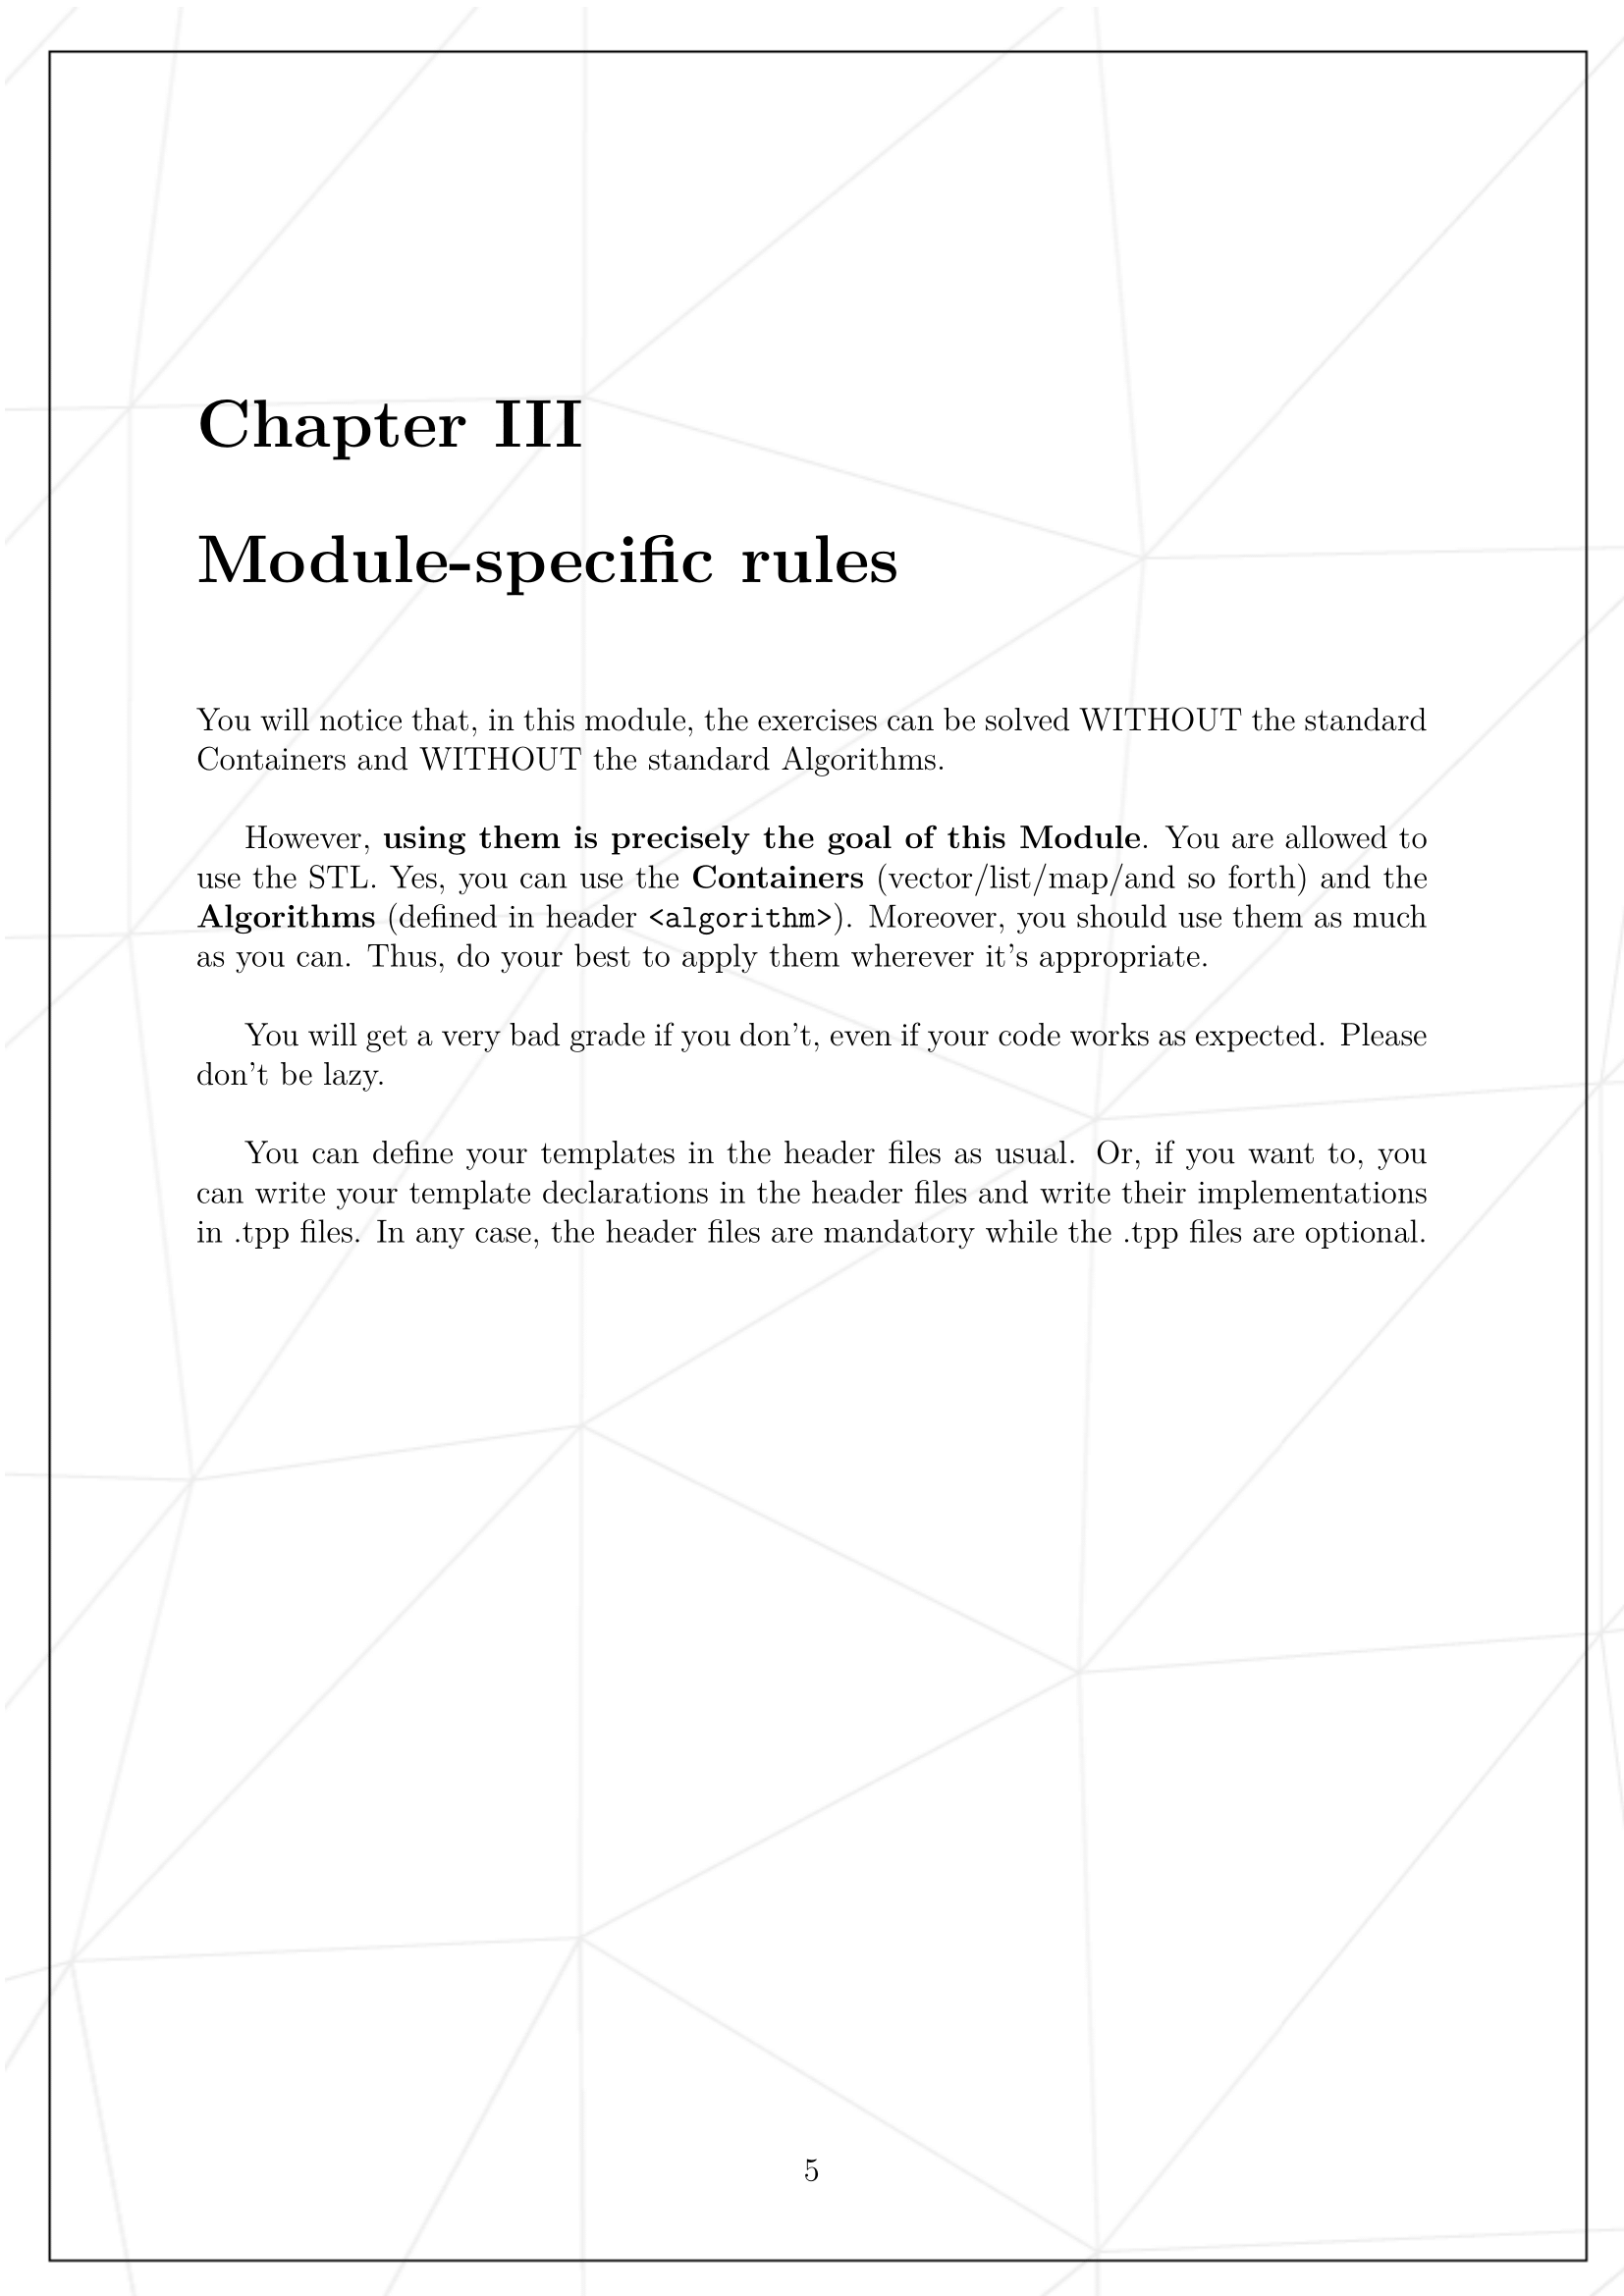 Chapter III
Module-specific rules
You will notice that, in this module, the exercises can be solved WITHOUT the standard
Containers and WITHOUT the standard Algorithms.
However, using them is precisely the goal of this Module. You are allowed to
use the STL. Yes, you can use the Containers (vector/list/map/and so forth) and the
Algorithms (defined in header <algorithm>). Moreover, you should use them as much
as you can. Thus, do your best to apply them wherever it's appropriate.
You will get a very bad grade if you don't, even if your code works as expected. Please
don't be lazy.
You can define your templates in the header files as usual. Or, if you want to, you
can write your template declarations in the header files and write their implementations
in .tpp files. In any case, the header files are mandatory while the .tpp files are optional.
5